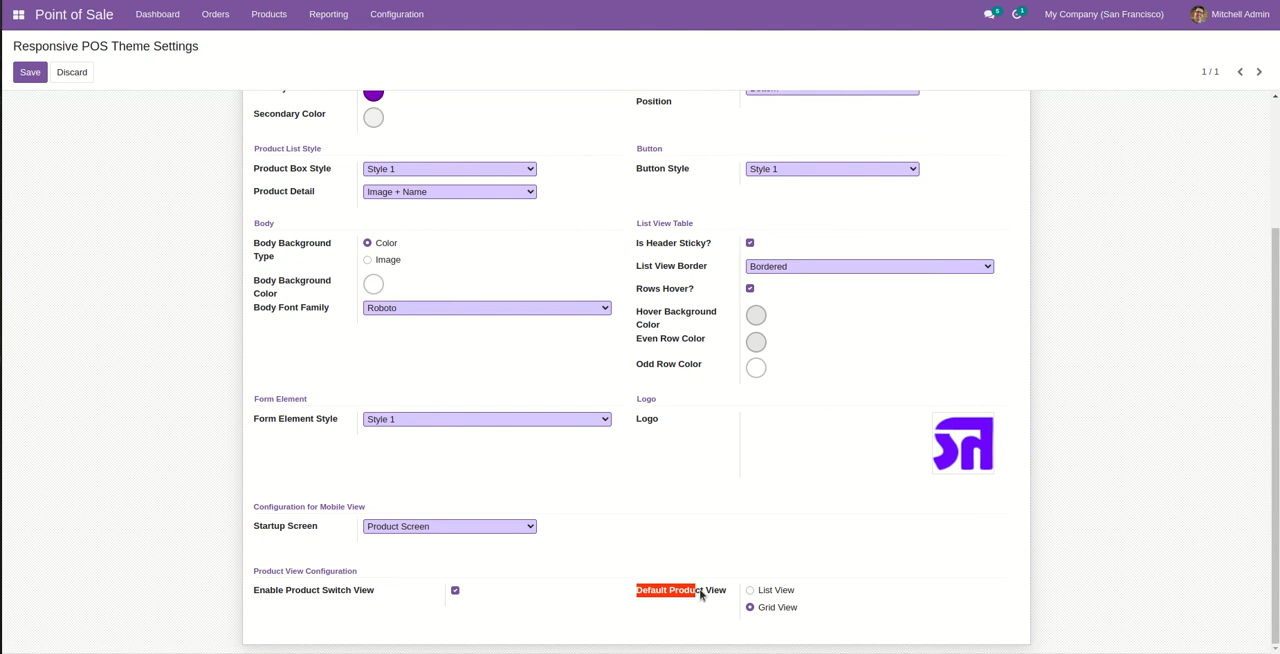 Point of Sale Dashboard Orders Products Reporting Configuration 5 1 My Company (San Francisco) Mitchell Admin
Responsive POS Theme Settings
Save Discard 1 / 1
Position
Secondary Color
Product List Style
Product Box Style Style 1
Product Detail Image + Name
Button
Button Style Style 1
Body
Body Background Type
Color
Image
Body Background Color
Body Font Family Roboto
List View Table
Is Header Sticky?
List View Border Bordered
Rows Hover?
Hover Background Color
Even Row Color
Odd Row Color
Form Element
Form Element Style Style 1
Logo
Logo
Configuration for Mobile View
Startup Screen Product Screen
Product View Configuration
Enable Product Switch View
Default Product View
List View
Grid View